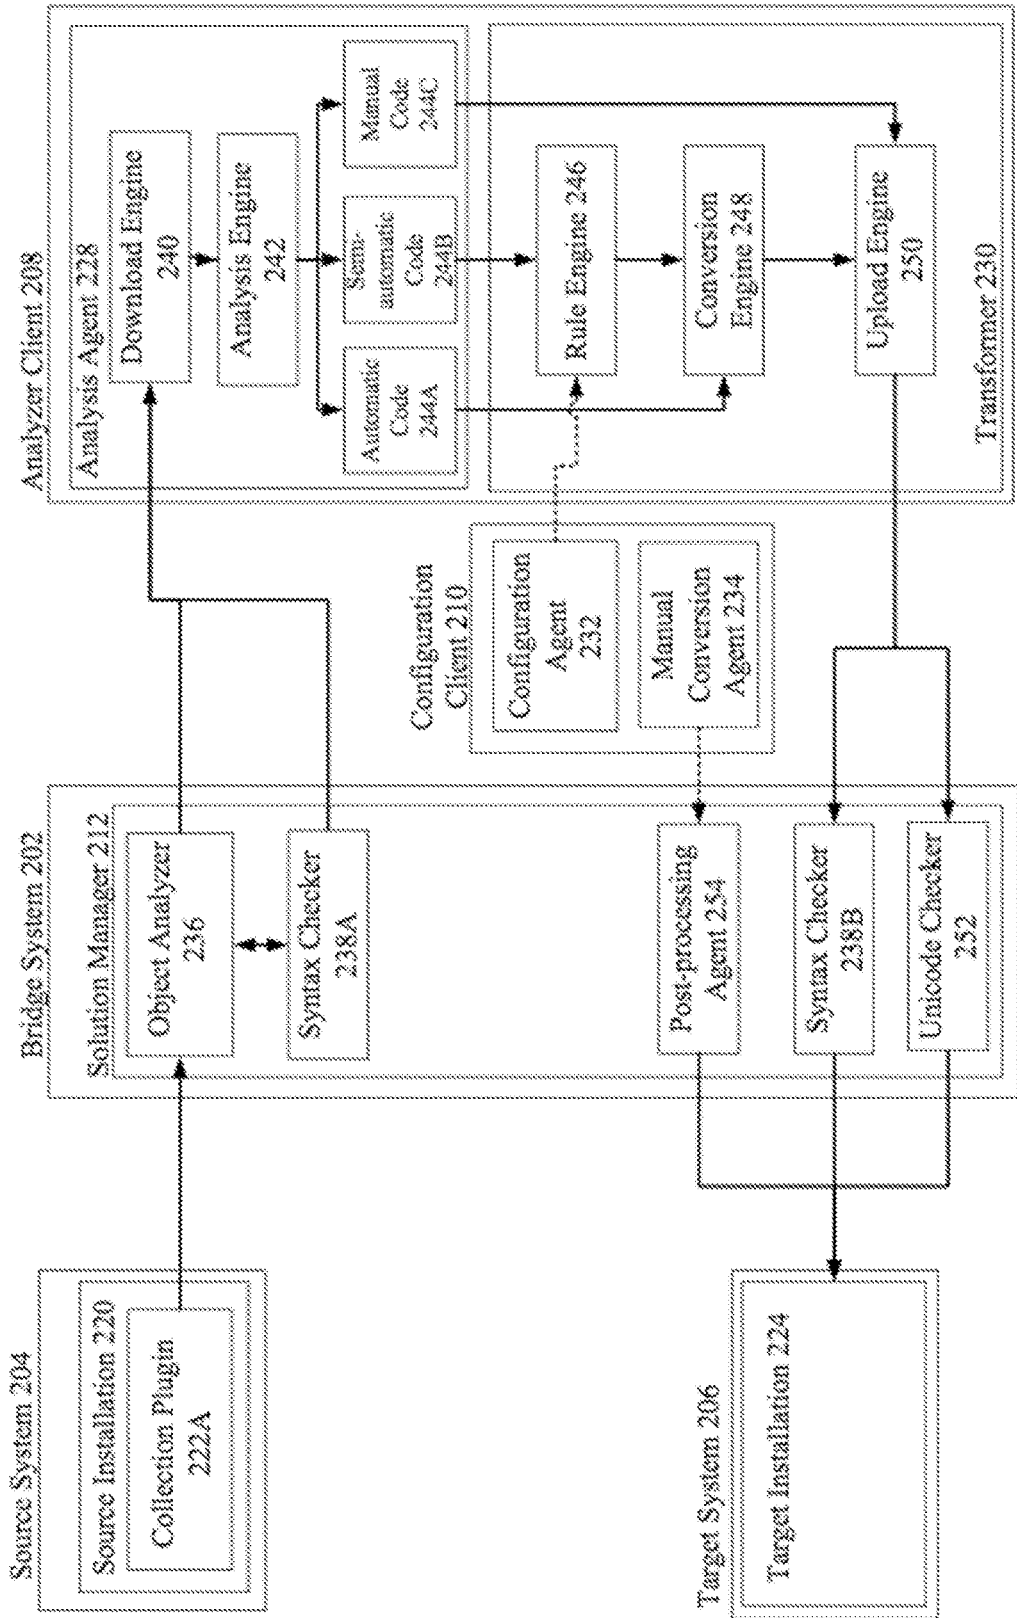 Source System 204
Source Installation 220
Collection Plugin
222A
Target System 206
Target Installation 224
Bridge System 202
Solution Manager 212
Object Analyzer
236
Syntax Checker
238A
Post-processing
Agent 254
Syntax Checker
238B
Unicode Checker
252
Configuration
Client 210
Configuration
Agent
232
Manual
Conversion
Agent 234
Analyzer Client 208
Analysis Agent 228
Download Engine
240
Analysis Engine
242
Automatic
Code
244A
Sem-
automatic
Code
244B
Manual
Code
244C
Rule Engine 246
Conversion
Engine 248
Upload Engine
250
Transformer 230